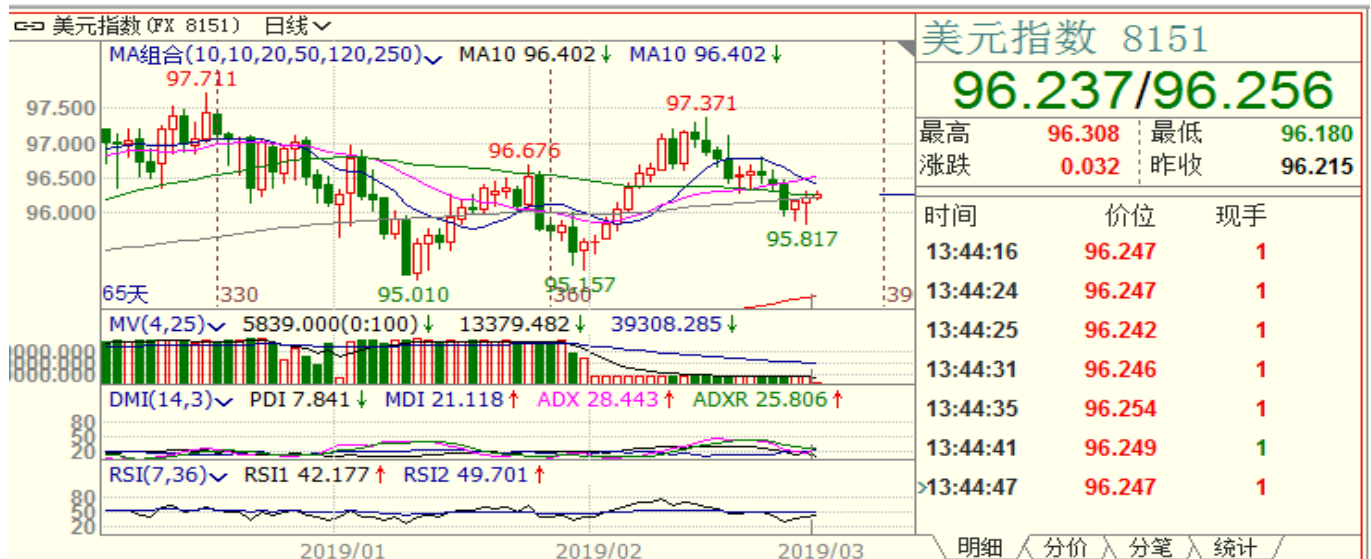 美元指数(FX 8151) 日线
MA组合(10,10,20,50,120,250) MA10 96.402↓ MA10 96.402↓
97.711
97.500
97.371
97.000
96.676
96.500
96.000
95.817
95.157
65天 330 95.010 360 39
MV(4,25) 5839.000(0:100)↓ 13379.482↓ 39308.285↓
0000.000
0000.000
DMI(14,3) PDI 7.841↓ MDI 21.118↑ ADX 28.443↑ ADXR 25.806↑
80
50
20
RSI(7,36) RSI1 42.177↑ RSI2 49.701↑
80
50
20
2019/01 2019/02 2019/03
美元指数 8151
96.237/96.256
最高 96.308 最低 96.180
涨跌 0.032 昨收 96.215
时间 价位 现手
13:44:16 96.247 1
13:44:24 96.247 1
13:44:25 96.242 1
13:44:31 96.246 1
13:44:35 96.254 1
13:44:41 96.249 1
>13:44:47 96.247 1
明细 分价 分笔 统计